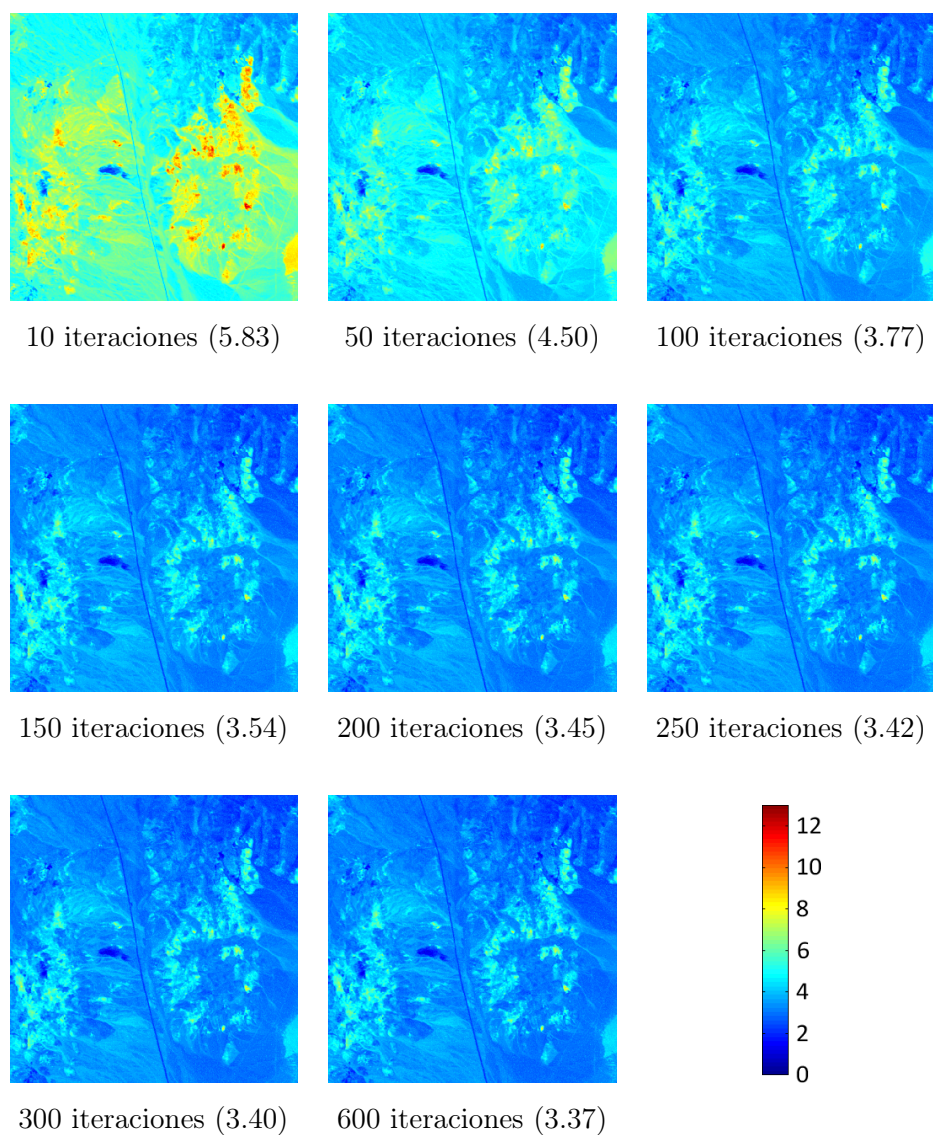 10 iteraciones (5.83)
50 iteraciones (4.50)
100 iteraciones (3.77)
150 iteraciones (3.54)
200 iteraciones (3.45)
250 iteraciones (3.42)
12
10
8
6
4
2
0
300 iteraciones (3.40)
600 iteraciones (3.37)